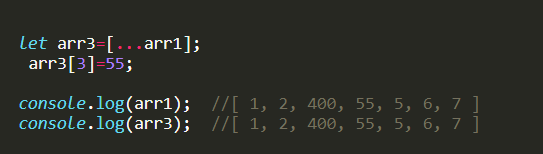 let arr3=[...arr1];
arr3[3]=55;
console.log(arr1);  //[ 1, 2, 400, 55, 5, 6, 7 ]
console.log(arr3);  //[ 1, 2, 400, 55, 5, 6, 7 ]